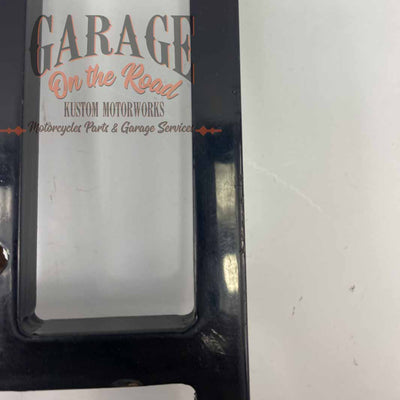 GARAGE
On the Road
KUSTOM MOTORWORKS
Motorcycles Parts & Garage Services